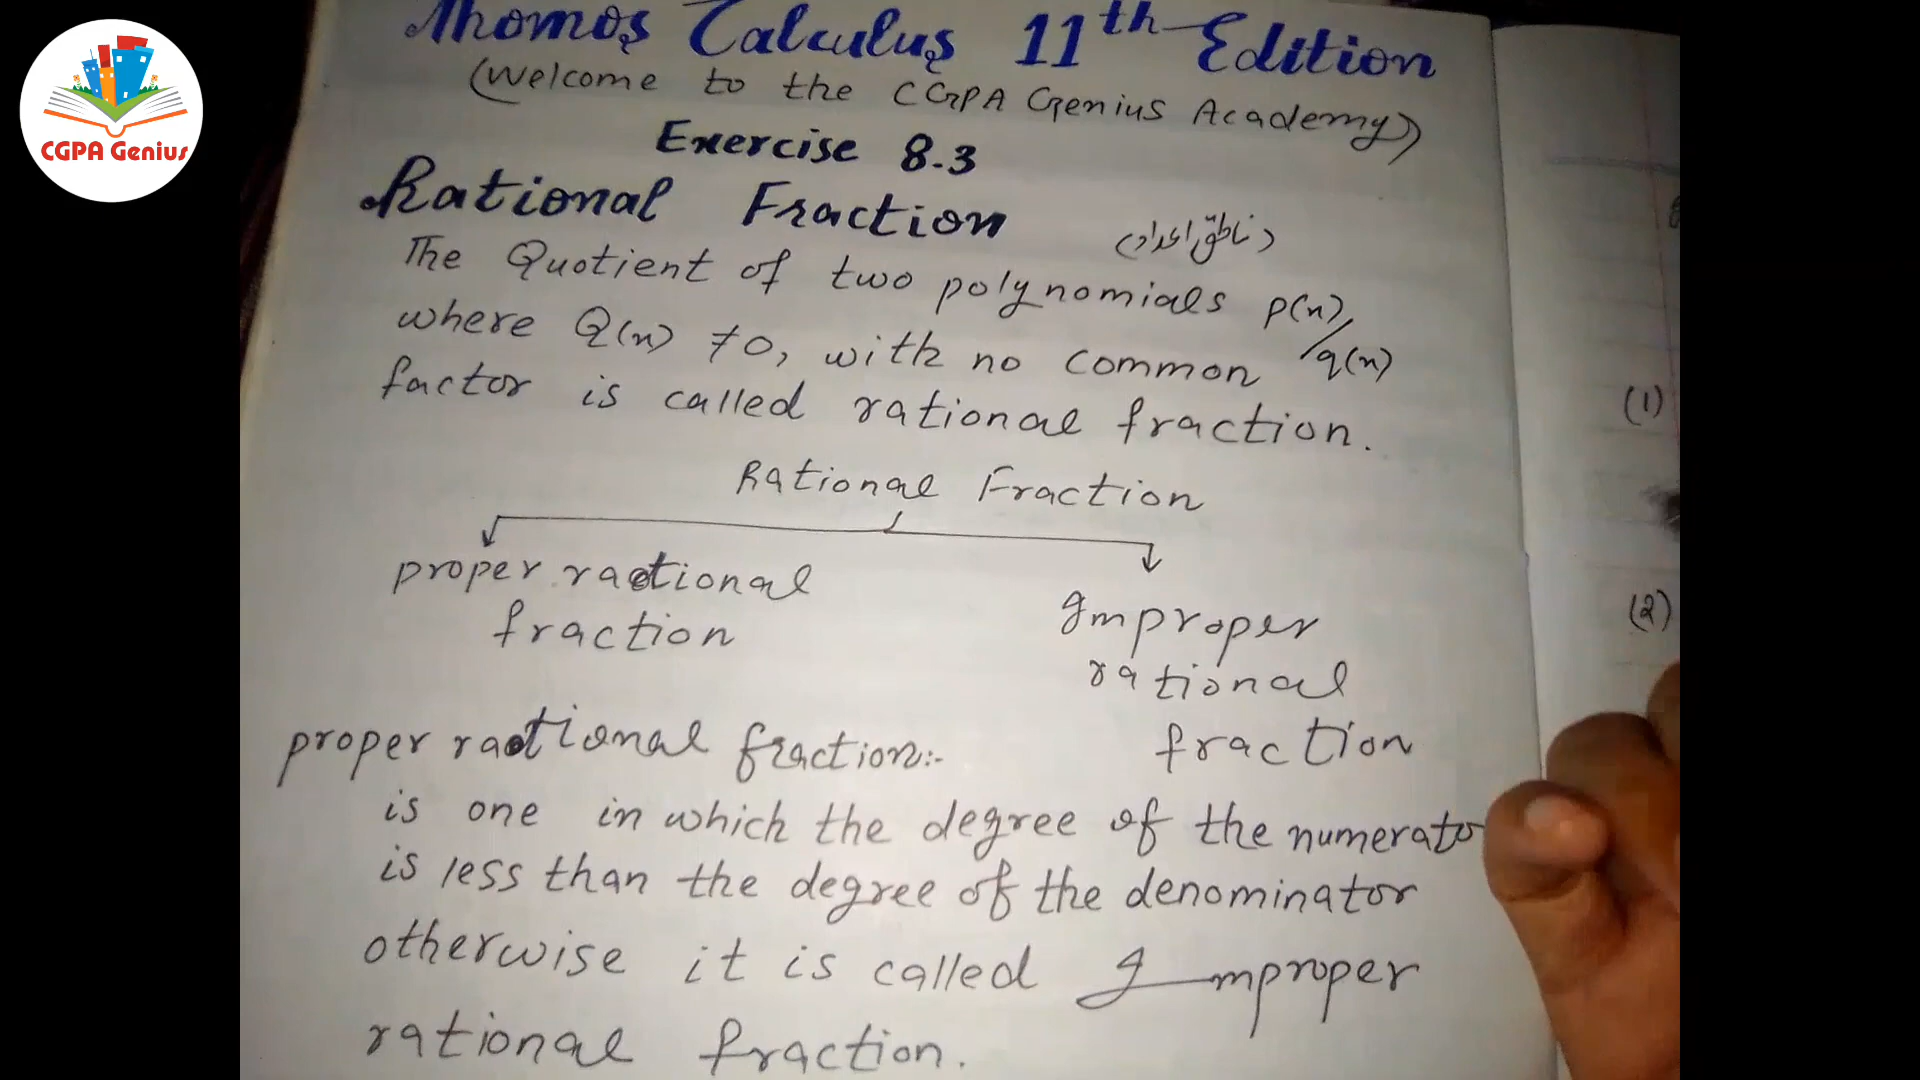 CGPA Genius
Thomos Calculus 11th Edition
(Welcome to the CGPA Genius Academy)
Exercise 8.3
Rational Fraction
(ناطق اعداد)
The Quotient of two polynomials P(x)/q(x)
where Q(x) ≠0, with no common
factor is called rational fraction.
Rational Fraction
proper rational
fraction
Improper
rational
fraction
proper rational fraction:-
is one in which the degree of the numerato
is less than the degree of the denominator
otherwise it is called Improper
rational fraction.
(1)
(2)